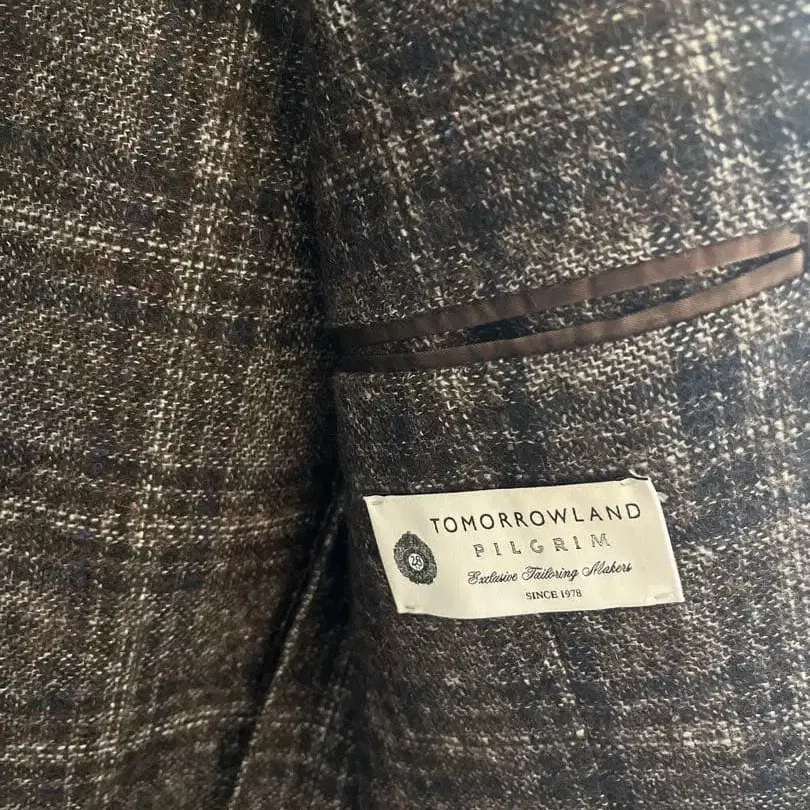 TOMORROWLAND
PILGRIM
Exclusive Tailoring Makers
SINCE 1978